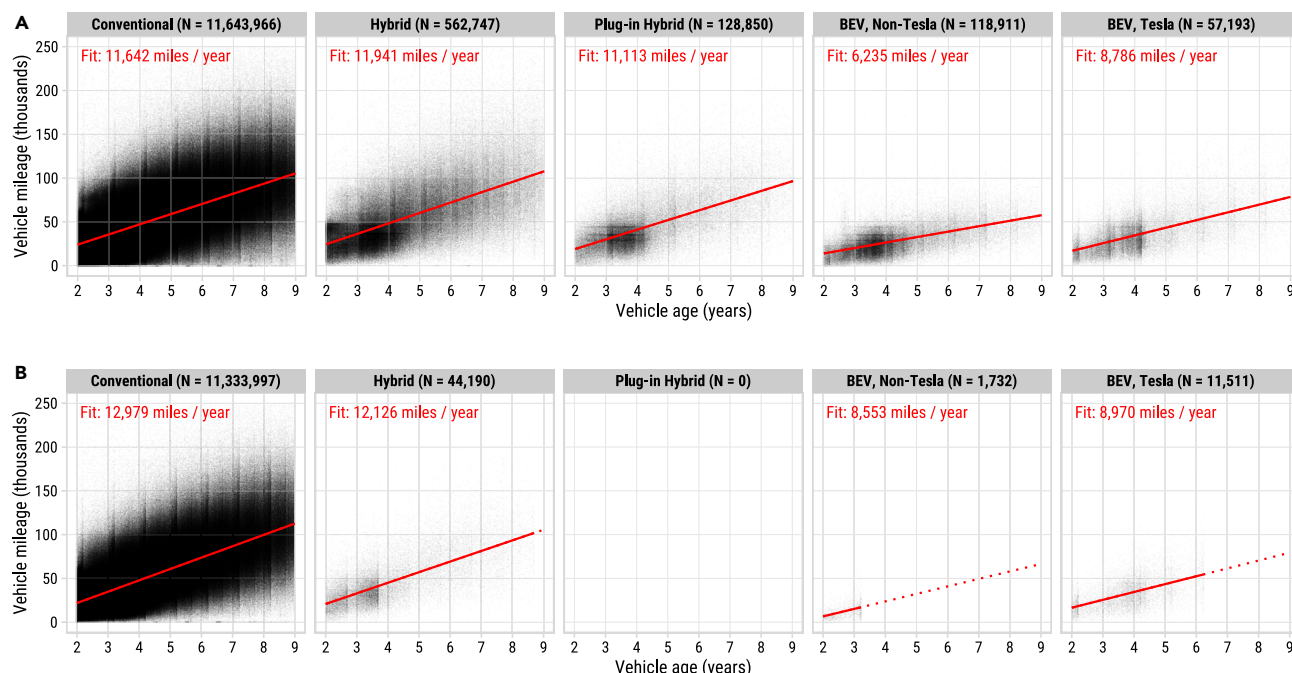 A
Conventional (N = 11,643,966) Hybrid (N = 562,747) Plug-in Hybrid (N = 128,850) BEV, Non-Tesla (N = 118,911) BEV, Tesla (N = 57,193)
Fit: 11,642 miles / year Fit: 11,941 miles / year Fit: 11,113 miles / year Fit: 6,235 miles / year Fit: 8,786 miles / year
Vehicle mileage (thousands)
250
200
150
100
50
0
2 3 4 5 6 7 8 9 2 3 4 5 6 7 8 9 2 3 4 5 6 7 8 9 2 3 4 5 6 7 8 9 2 3 4 5 6 7 8 9
Vehicle age (years)
B
Conventional (N = 11,333,997) Hybrid (N = 44,190) Plug-in Hybrid (N = 0) BEV, Non-Tesla (N = 1,732) BEV, Tesla (N = 11,511)
Fit: 12,979 miles / year Fit: 12,126 miles / year Fit: 8,553 miles / year Fit: 8,970 miles / year
Vehicle mileage (thousands)
250
200
150
100
50
0
2 3 4 5 6 7 8 9 2 3 4 5 6 7 8 9 2 3 4 5 6 7 8 9 2 3 4 5 6 7 8 9 2 3 4 5 6 7 8 9
Vehicle age (years)